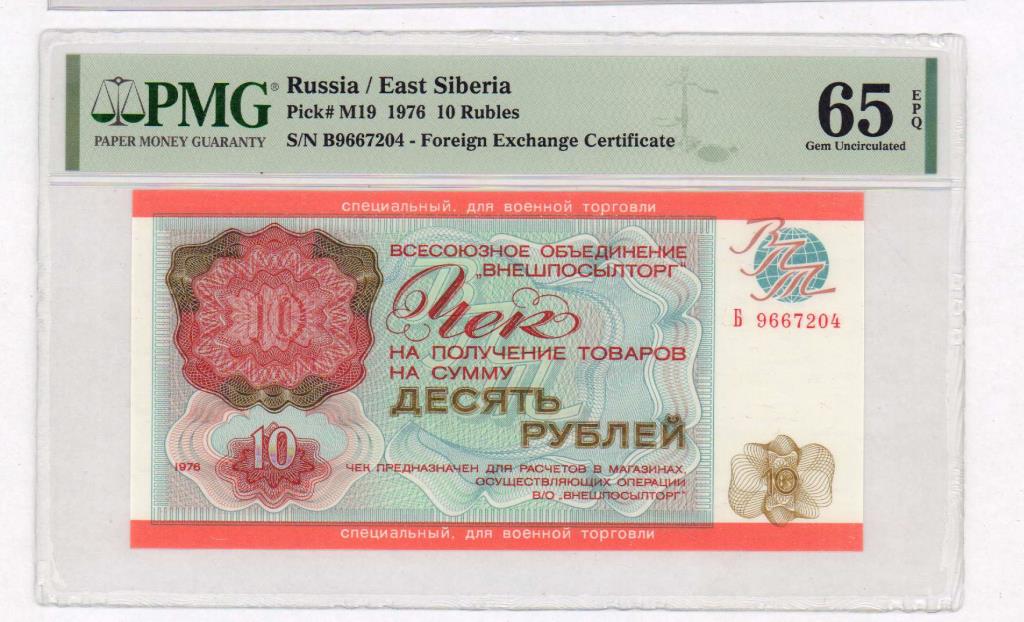 PMG®
PAPER MONEY GUARANTY
Russia / East Siberia
Pick# M19 1976 10 Rubles
S/N B9667204 - Foreign Exchange Certificate
65 EPQ
Gem Uncirculated
специальный. для военной торговли
ВСЕСОЮЗНОЕ ОБЪЕДИНЕНИЕ
„ВНЕШПОСЫЛТОРГ"
Чек
НА ПОЛУЧЕНИЕ ТОВАРОВ
НА СУММУ
ДЕСЯТЬ
РУБЛЕЙ
ЧЕК ПРЕДНАЗНАЧЕН ДЛЯ РАСЧЕТОВ В МАГАЗИНАХ,
ОСУЩЕСТВЛЯЮЩИХ ОПЕРАЦИИ
В/О „ВНЕШПОСЫЛТОРГ"
10
10
1976
ВПТ
Б 9667204
10
специальный. для военной торговли